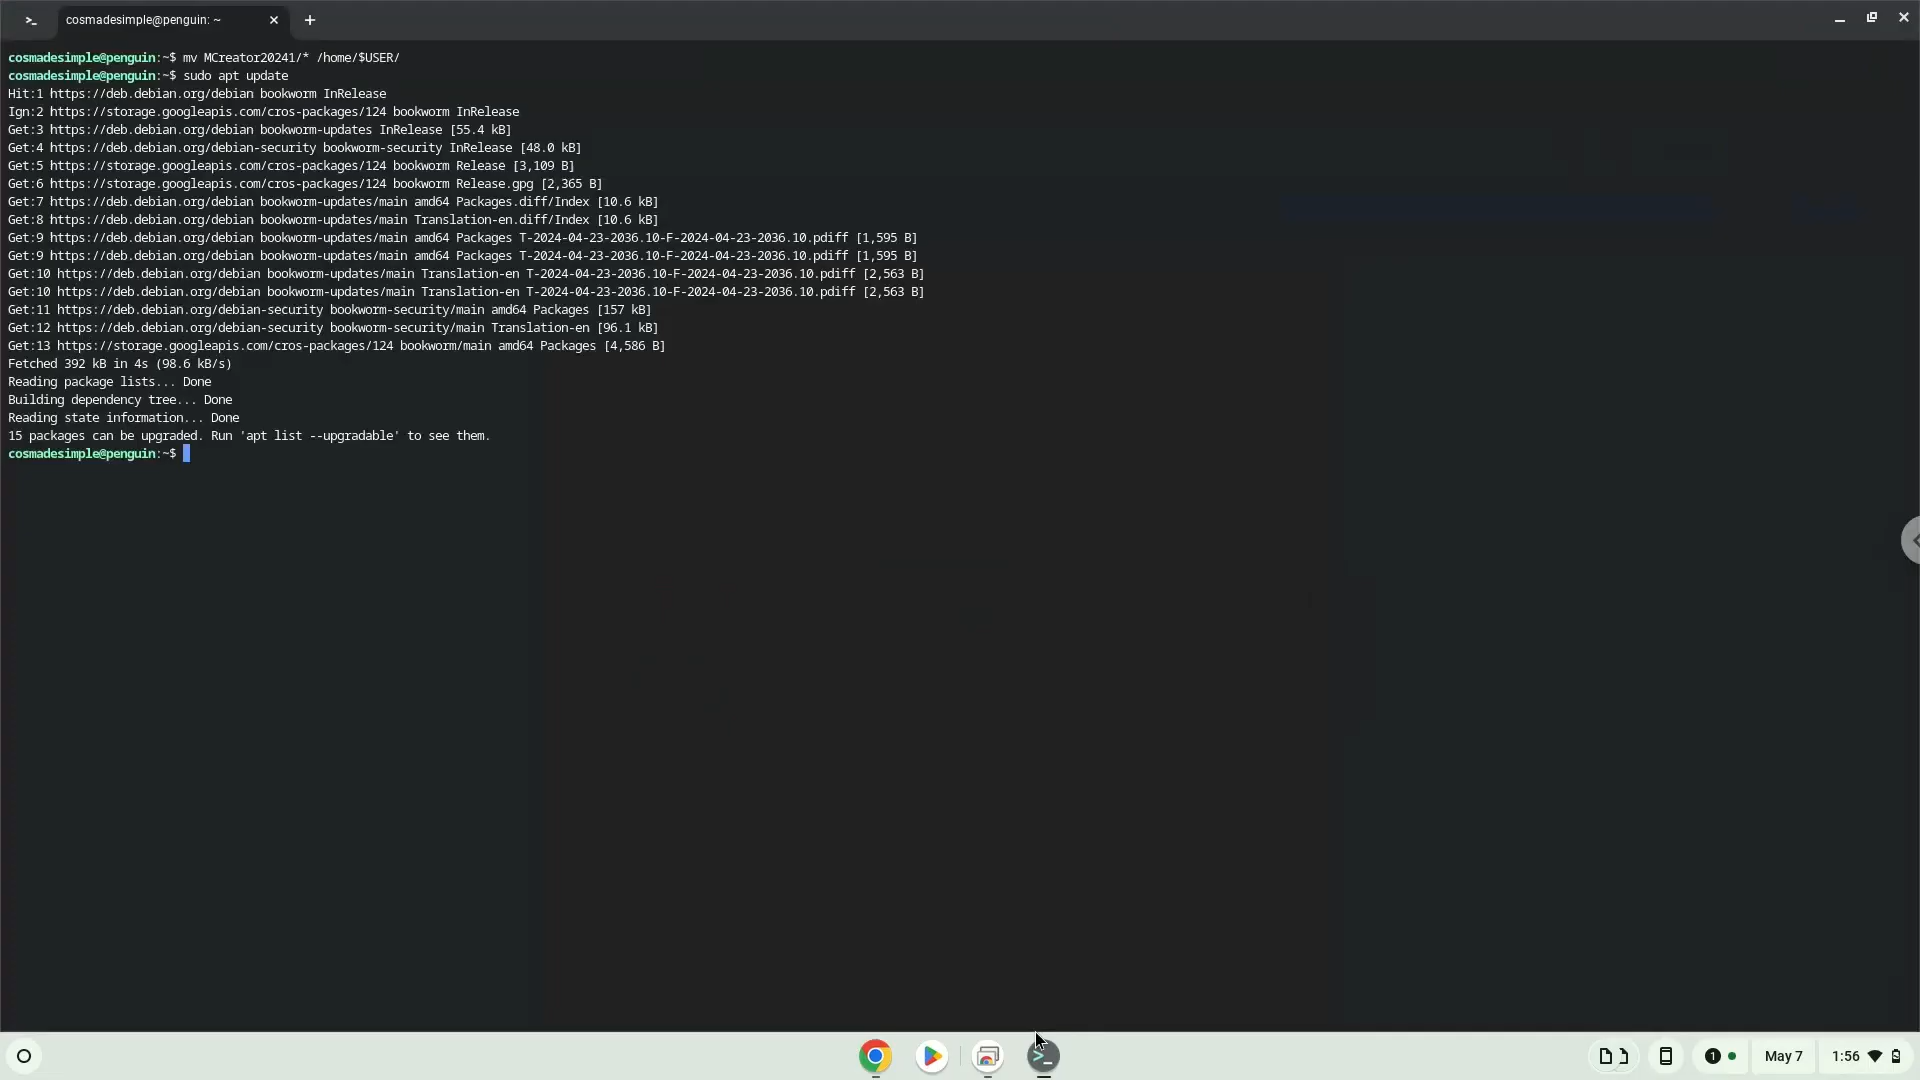 cosmadesimple@penguin: ~
cosmadesimple@penguin:~$ mv MCreator20241/* /home/$USER/
cosmadesimple@penguin:~$ sudo apt update
Hit:1 https://deb.debian.org/debian bookworm InRelease
Ign:2 https://storage.googleapis.com/cros-packages/124 bookworm InRelease
Get:3 https://deb.debian.org/debian bookworm-updates InRelease [55.4 kB]
Get:4 https://deb.debian.org/debian-security bookworm-security InRelease [48.0 kB]
Get:5 https://storage.googleapis.com/cros-packages/124 bookworm Release [3,109 B]
Get:6 https://storage.googleapis.com/cros-packages/124 bookworm Release.gpg [2,365 B]
Get:7 https://deb.debian.org/debian bookworm-updates/main amd64 Packages.diff/Index [10.6 kB]
Get:8 https://deb.debian.org/debian bookworm-updates/main Translation-en.diff/Index [10.6 kB]
Get:9 https://deb.debian.org/debian bookworm-updates/main amd64 Packages T-2024-04-23-2036.10-F-2024-04-23-2036.10.pdiff [1,595 B]
Get:9 https://deb.debian.org/debian bookworm-updates/main amd64 Packages T-2024-04-23-2036.10-F-2024-04-23-2036.10.pdiff [1,595 B]
Get:10 https://deb.debian.org/debian bookworm-updates/main Translation-en T-2024-04-23-2036.10-F-2024-04-23-2036.10.pdiff [2,563 B]
Get:10 https://deb.debian.org/debian bookworm-updates/main Translation-en T-2024-04-23-2036.10-F-2024-04-23-2036.10.pdiff [2,563 B]
Get:11 https://deb.debian.org/debian-security bookworm-security/main amd64 Packages [157 kB]
Get:12 https://deb.debian.org/debian-security bookworm-security/main Translation-en [96.1 kB]
Get:13 https://storage.googleapis.com/cros-packages/124 bookworm/main amd64 Packages [4,586 B]
Fetched 392 kB in 4s (98.6 kB/s)
Reading package lists... Done
Building dependency tree... Done
Reading state information... Done
15 packages can be upgraded. Run 'apt list --upgradable' to see them.
cosmadesimple@penguin:~$
1
May 7
1:56